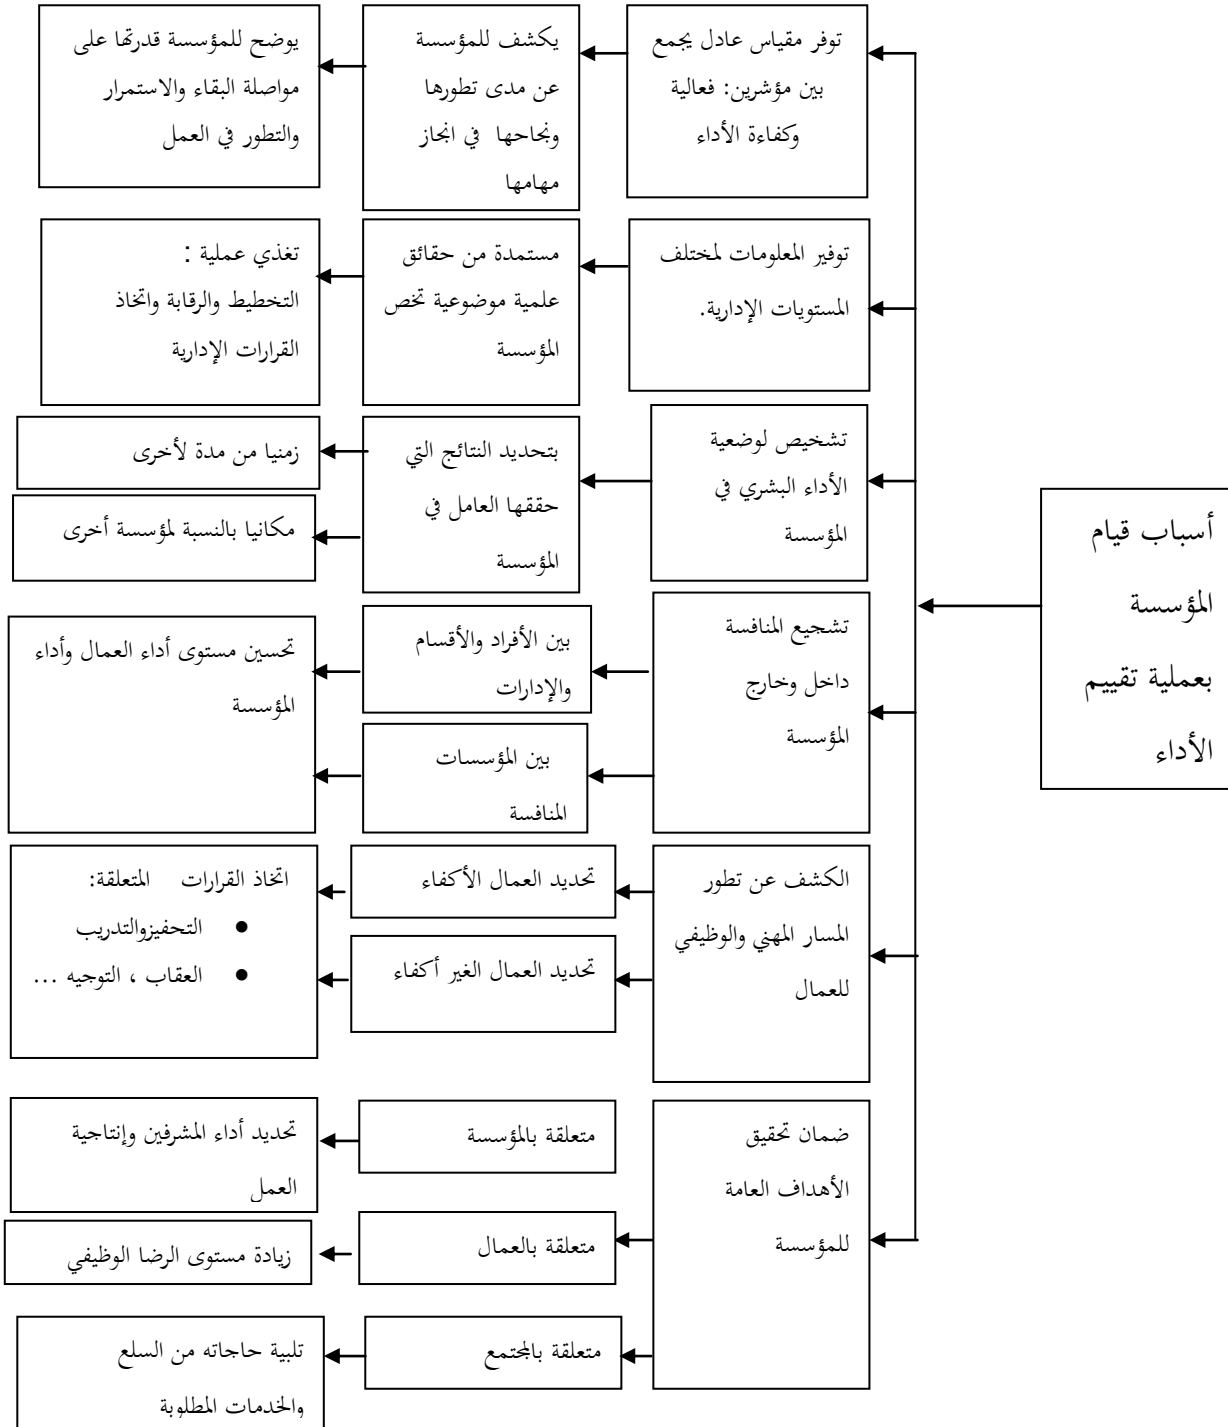 أسباب قيام
المؤسسة
بعملية تقييم
الأداء
توفر مقياس عادل يجمع
بين مؤشرين: فعالية
وكفاءة الأداء
يكشف للمؤسسة
عن مدى تطورها
ونجاحها في انجاز
مهامها
يوضح للمؤسسة قدرتها على
مواصلة البقاء والاستمرار
والتطور في العمل
توفير المعلومات لمختلف
المستويات الإدارية.
مستمدة من حقائق
علمية موضوعية تخص
المؤسسة
تغذي عملية :
التخطيط والرقابة واتخاذ
القرارات الإدارية
تشخيص لوضعية
الأداء البشري في
المؤسسة
بتحديد النتائج التي
حققها العامل في
المؤسسة
زمنيا من مدة لأخرى
مكانيا بالنسبة لمؤسسة أخرى
تشجيع المنافسة
داخل وخارج
المؤسسة
بين الأفراد والأقسام
والإدارات
بين المؤسسات
المنافسة
تحسين مستوى أداء العمال وأداء
المؤسسة
الكشف عن تطور
المسار المهني والوظيفي
للعمال
تحديد العمال الأكفاء
تحديد العمال الغير أكفاء
اتخاذ القرارات المتعلقة:
• التحفيزوالتدريب
• العقاب ، التوجيه ...
ضمان تحقيق
الأهداف العامة
للمؤسسة
متعلقة بالمؤسسة
تحديد أداء المشرفين وإنتاجية
العمل
متعلقة بالعمال
زيادة مستوى الرضا الوظيفي
متعلقة بالمجتمع
تلبية حاجاته من السلع
والخدمات المطلوبة